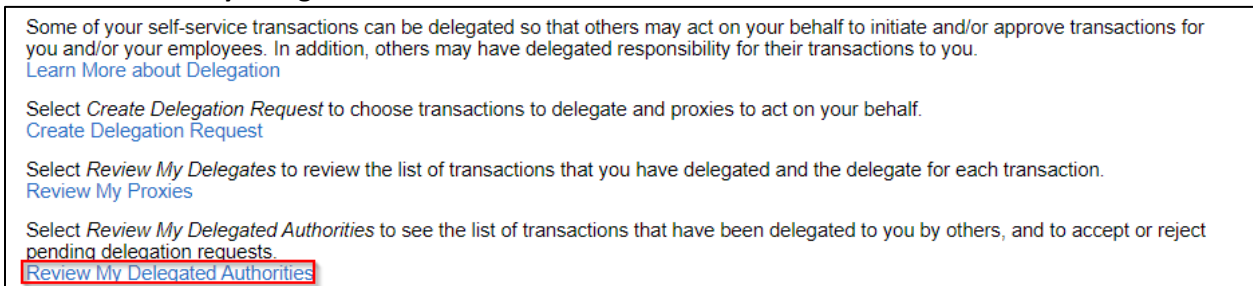 Some of your self-service transactions can be delegated so that others may act on your behalf to initiate and/or approve transactions for
you and/or your employees. In addition, others may have delegated responsibility for their transactions to you.
Learn More about Delegation
Select Create Delegation Request to choose transactions to delegate and proxies to act on your behalf.
Create Delegation Request
Select Review My Delegates to review the list of transactions that you have delegated and the delegate for each transaction.
Review My Proxies
Select Review My Delegated Authorities to see the list of transactions that have been delegated to you by others, and to accept or reject
pending delegation requests.
Review My Delegated Authorities